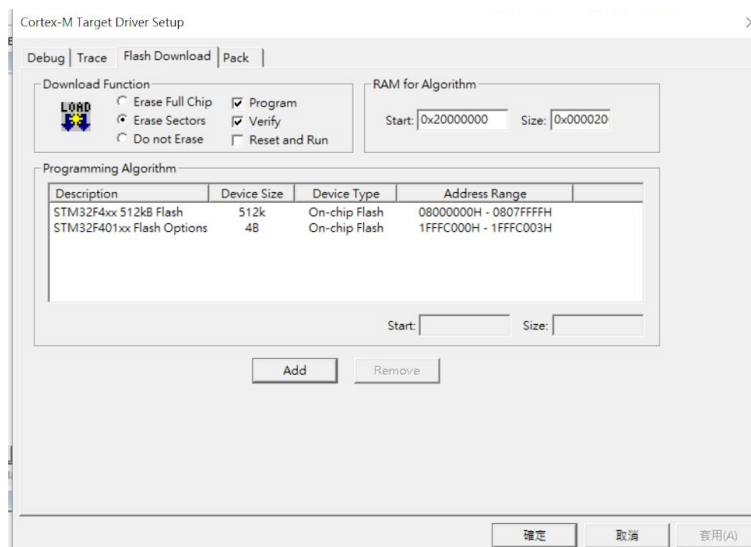 Cortex-M Target Driver Setup
Debug Trace Flash Download Pack
Download Function
LOAD
Erase Full Chip
Erase Sectors
Do not Erase
Program
Verify
Reset and Run
RAM for Algorithm
Start: 0x20000000 Size: 0x000020
Programming Algorithm
Description Device Size Device Type Address Range
STM32F4xx 512kB Flash 512k On-chip Flash 08000000H - 0807FFFFH
STM32F401xx Flash Options 4B On-chip Flash 1FFFC000H - 1FFFC003H
Start: Size:
Add Remove
確定 取消 套用(A)